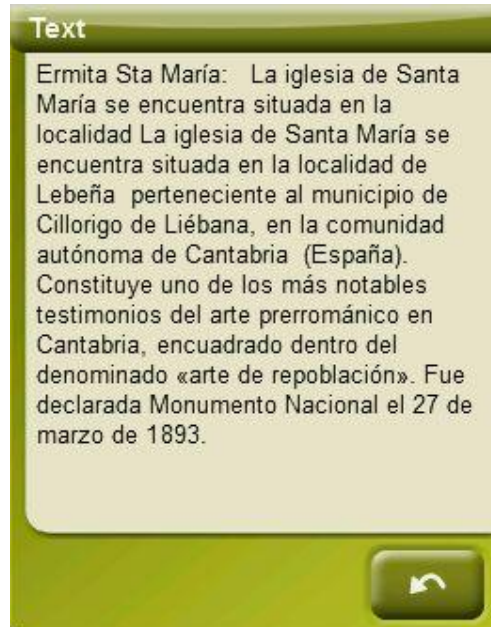 Text
Ermita Sta María:   La iglesia de Santa
María se encuentra situada en la
localidad La iglesia de Santa María se
encuentra situada en la localidad de
Lebeña  perteneciente al municipio de
Cillorigo de Liébana, en la comunidad
autónoma de Cantabria  (España).
Constituye uno de los más notables
testimonios del arte prerrománico en
Cantabria, encuadrado dentro del
denominado «arte de repoblación». Fue
declarada Monumento Nacional el 27 de
marzo de 1893.